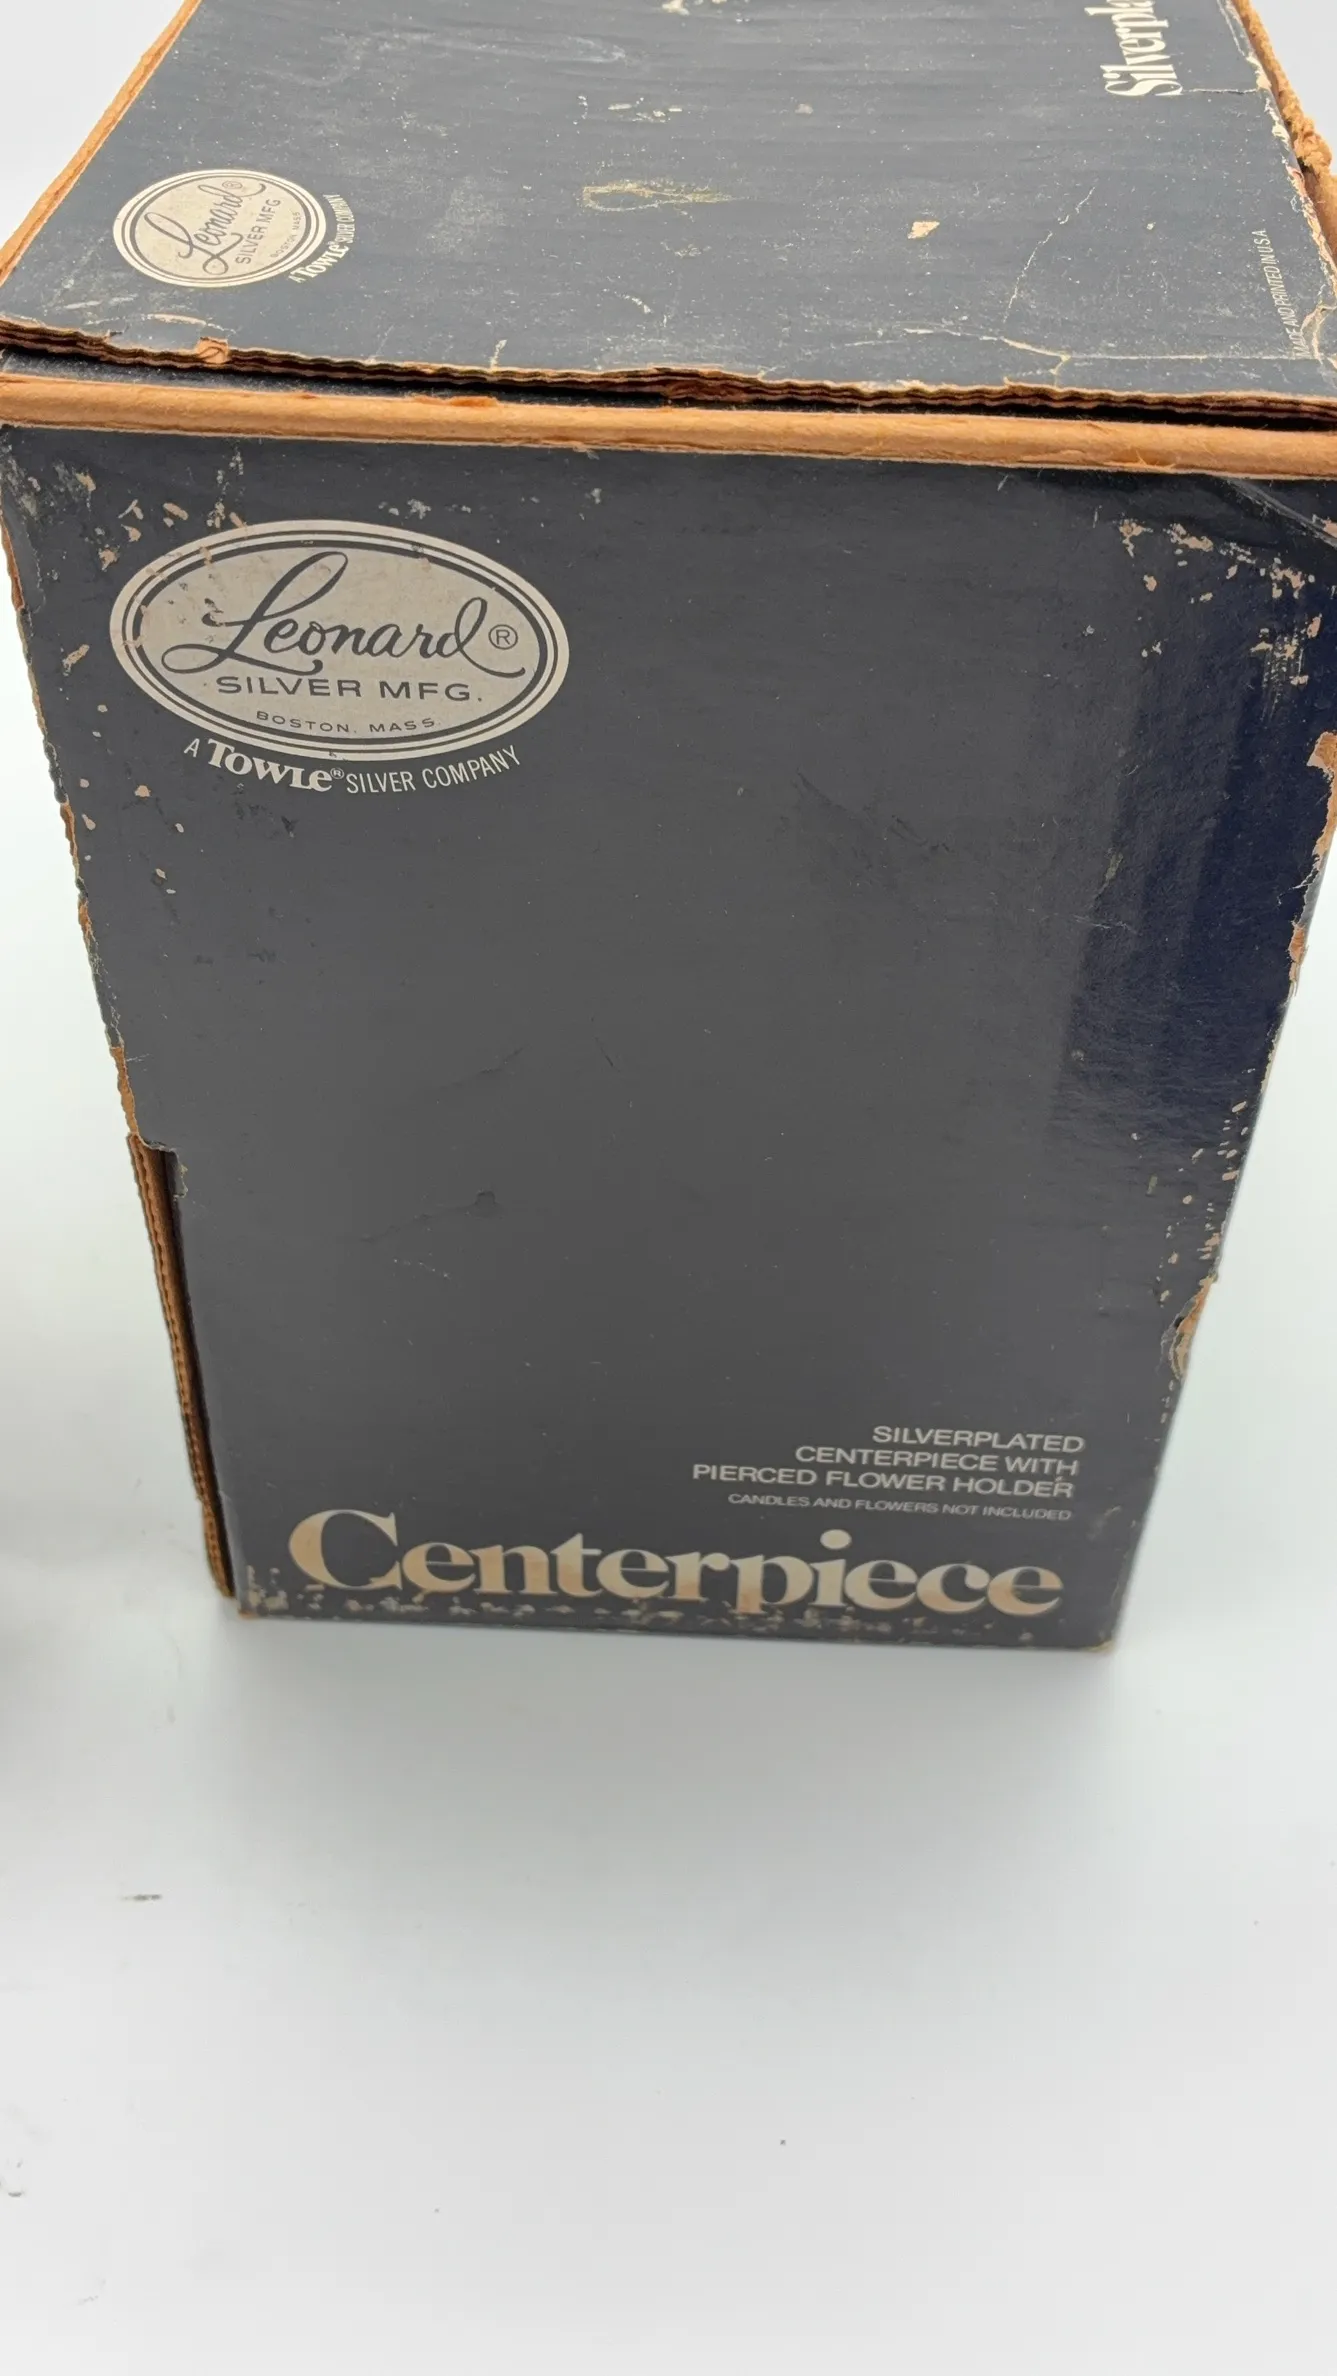 Leonard®
SILVER MFG
BOSTON, MASS
A TOWLE® SILVER COMPANY
MADE AND PRINTED IN U.S.A.
Leonard®
SILVER MFG.
BOSTON, MASS.
A TOWLE® SILVER COMPANY
SILVERPLATED
CENTERPIECE WITH
PIERCED FLOWER HOLDER
CANDLES AND FLOWERS NOT INCLUDED
Centerpiece